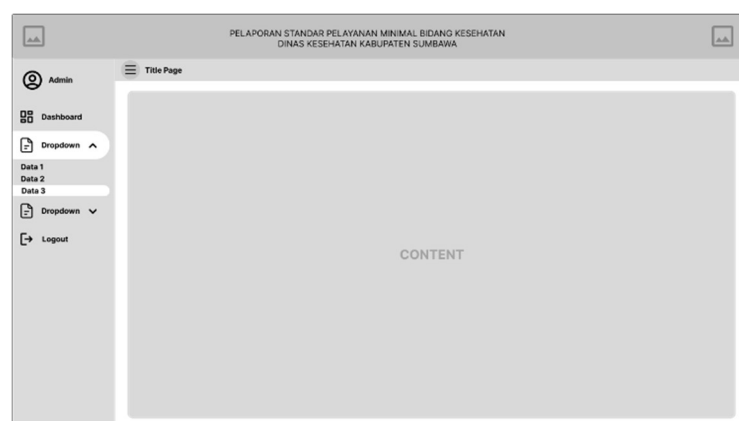 PELAPORAN STANDAR PELAYANAN MINIMAL BIDANG KESEHATAN
DINAS KESEHATAN KABUPATEN SUMBAWA
Admin
Title Page
Dashboard
Dropdown
Data 1
Data 2
Data 3
Dropdown
Logout
CONTENT